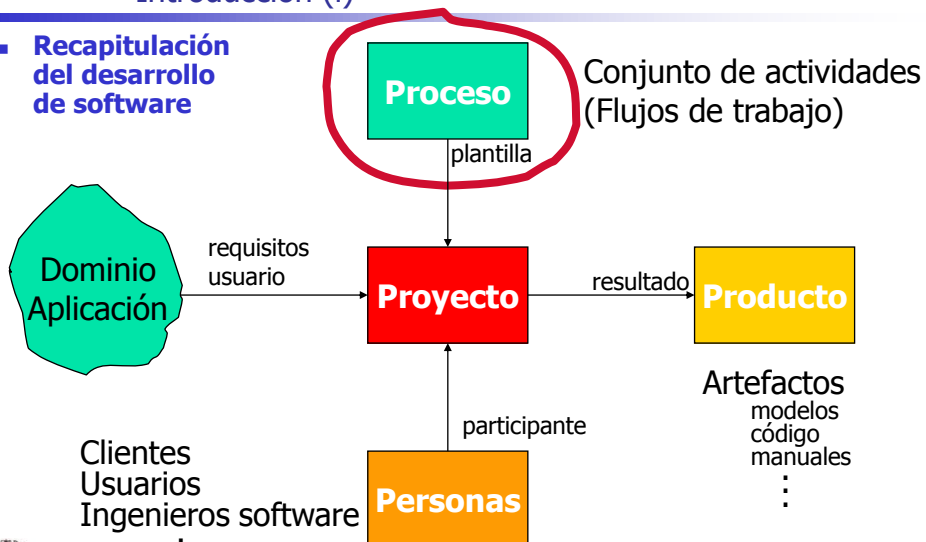 Introducción (I)
Recapitulación
del desarrollo
de software
Proceso
Conjunto de actividades
(Flujos de trabajo)
plantilla
Dominio
Aplicación
requisitos
usuario
Proyecto
resultado
Producto
Artefactos
modelos
código
manuales
⋮
participante
Clientes
Usuarios
Ingenieros software
Personas